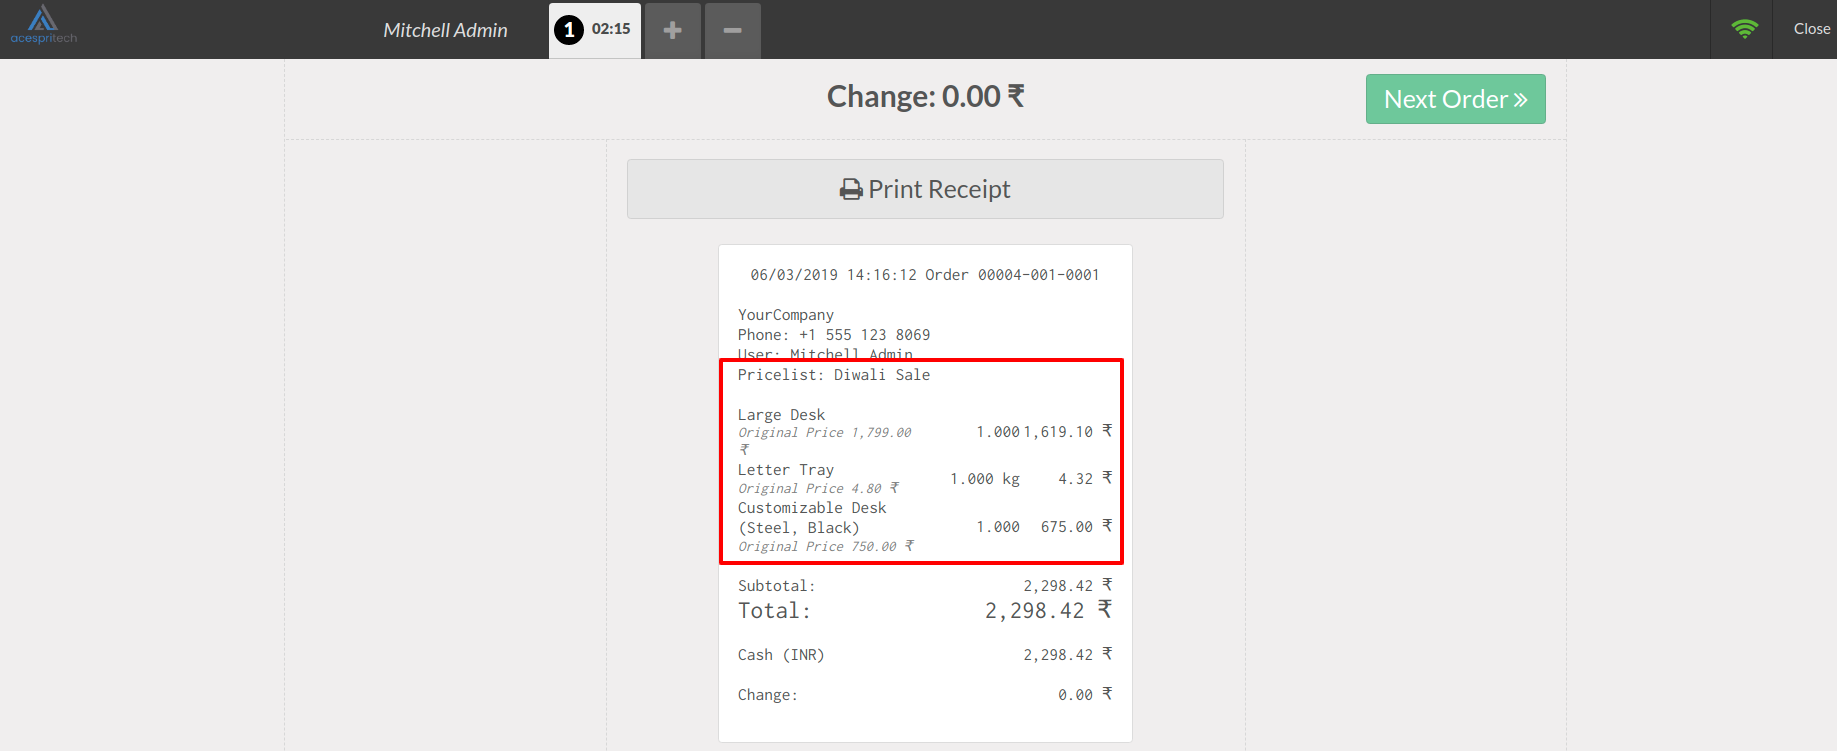 acespritech
Mitchell Admin
1 02:15
Close
Change: 0.00 ₹
Next Order »
Print Receipt
06/03/2019 14:16:12 Order 00004-001-0001
YourCompany
Phone: +1 555 123 8069
User: Mitchell Admin
Pricelist: Diwali Sale
Large Desk
Original Price 1,799.00 1.000 1,619.10 ₹
₹
Letter Tray
1.000 kg 4.32 ₹
Original Price 4.80 ₹
Customizable Desk
(Steel, Black) 1.000 675.00 ₹
Original Price 750.00 ₹
Subtotal: 2,298.42 ₹
Total: 2,298.42 ₹
Cash (INR) 2,298.42 ₹
Change: 0.00 ₹